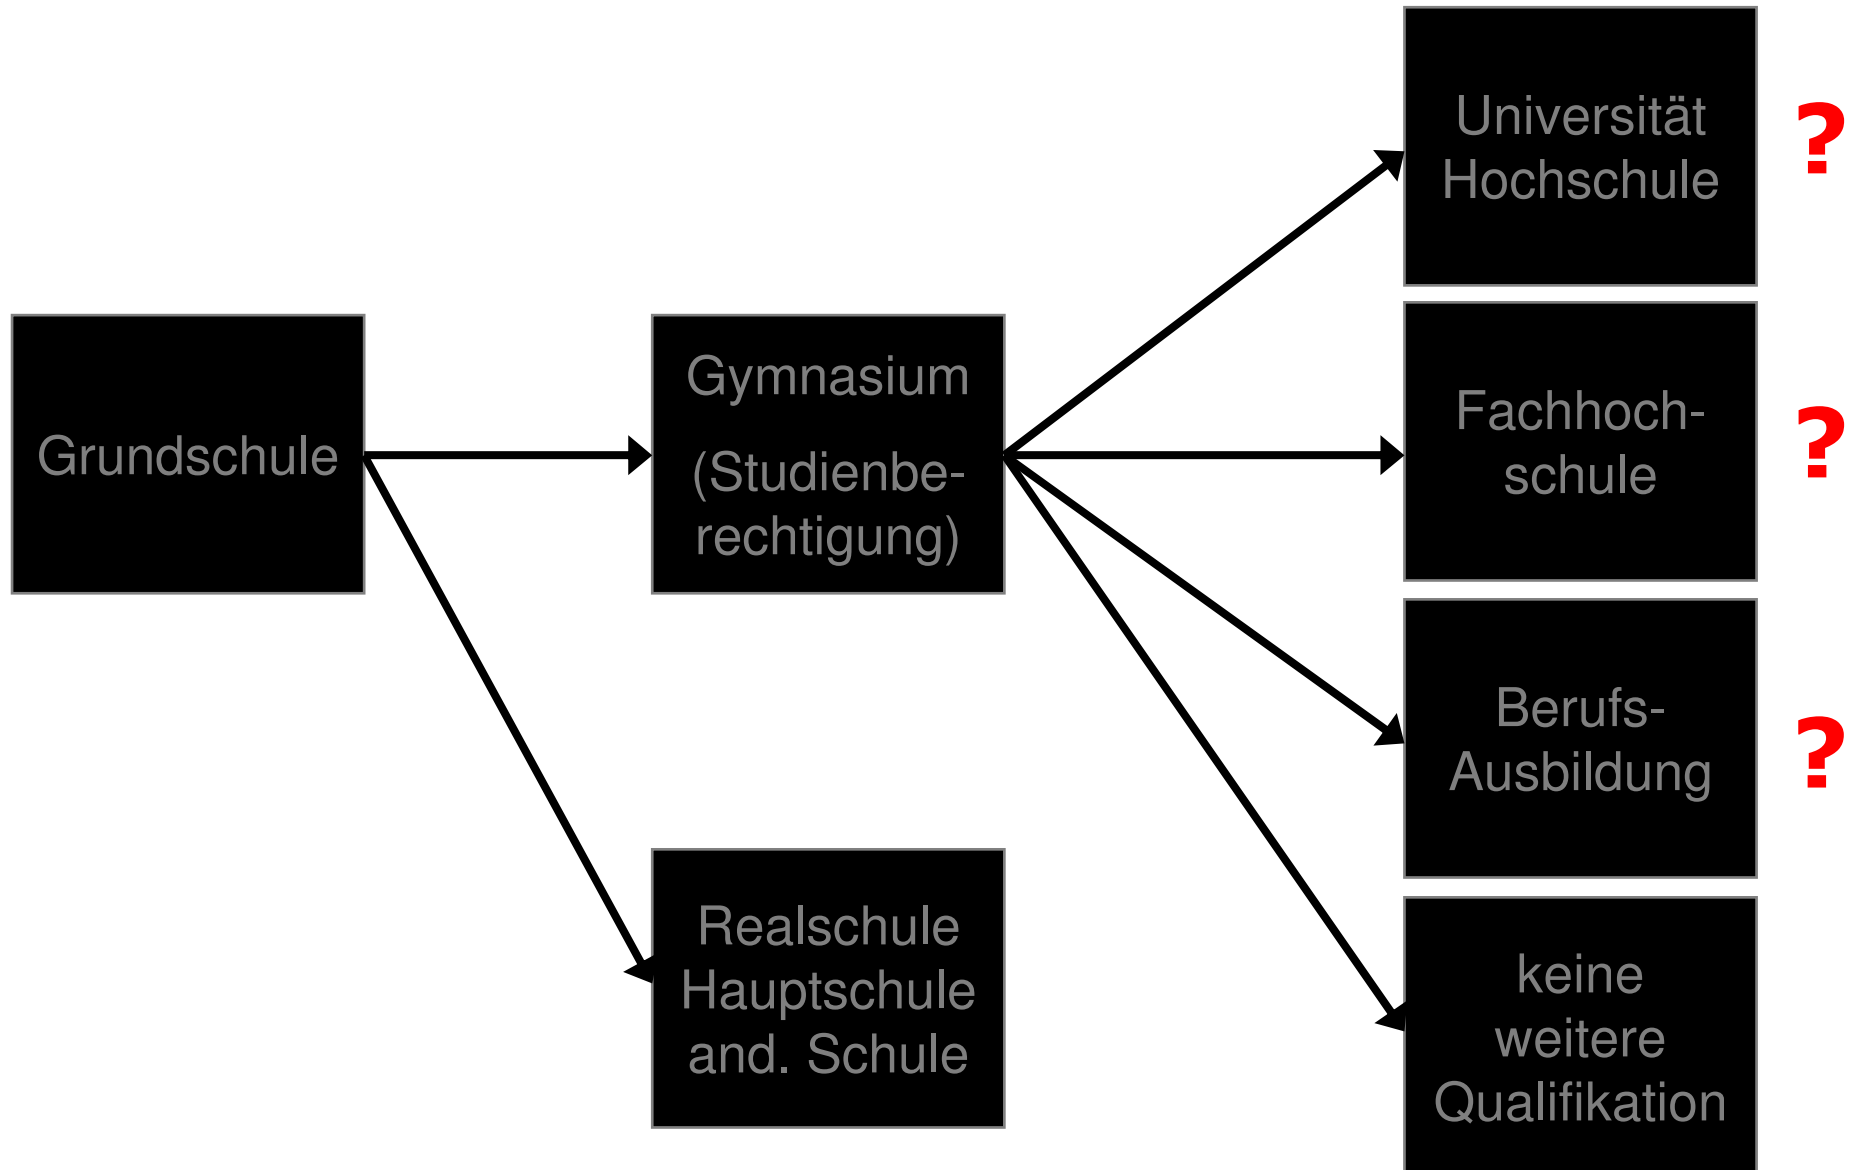 Grundschule
Gymnasium
(Studienbe-
rechtigung)
Realschule
Hauptschule
and. Schule
Universität
Hochschule
?
Fachhoch-
schule
?
Berufs-
Ausbildung
?
keine
weitere
Qualifikation